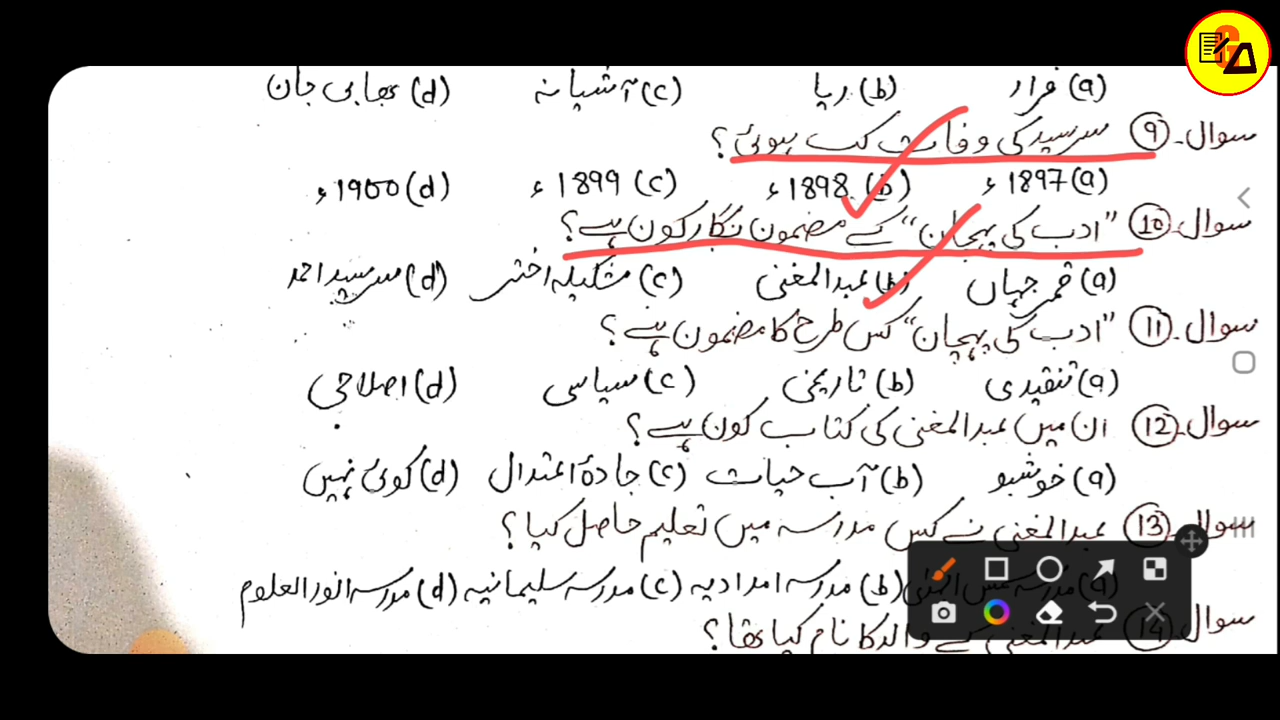 (a) فرار (b) رہا (c) آشیانہ (d) بھابی جان
سوال۔ ⑨ سرسید کی وفات کب ہوئی؟
(a) 1897ء (b) 1898ء (c) 1899ء (d) 1900ء
سوال۔ ⑩ "ادب کی پہچان" کے مضمون نگار کون ہے؟
(a) قمر جہاں (b) عبدالمغنی (c) شکیلہ اختر (d) سرسید احمد
سوال۔ ⑪ "ادب کی پہچان" کس طرح کا مضمون ہے؟
(a) تنقیدی (b) تاریخی (c) سیاسی (d) اصلاحی
سوال۔ ⑫ ان میں عبدالمغنی کی کتاب کون ہے؟
(a) خوشبو (b) آب حیات (c) جادۂ اعتدال (d) کوئی نہیں
سوال۔ ⑬ عبدالمغنی نے کس مدرسہ میں تعلیم حاصل کیا؟
(a) مدرسہ (b) مدرسہ امدادیہ (c) مدرسہ سلیمانیہ (d) مدرسہ انورالعلوم
سوال ⑭ عبدالمغنی کے والد کا نام کیا تھا؟